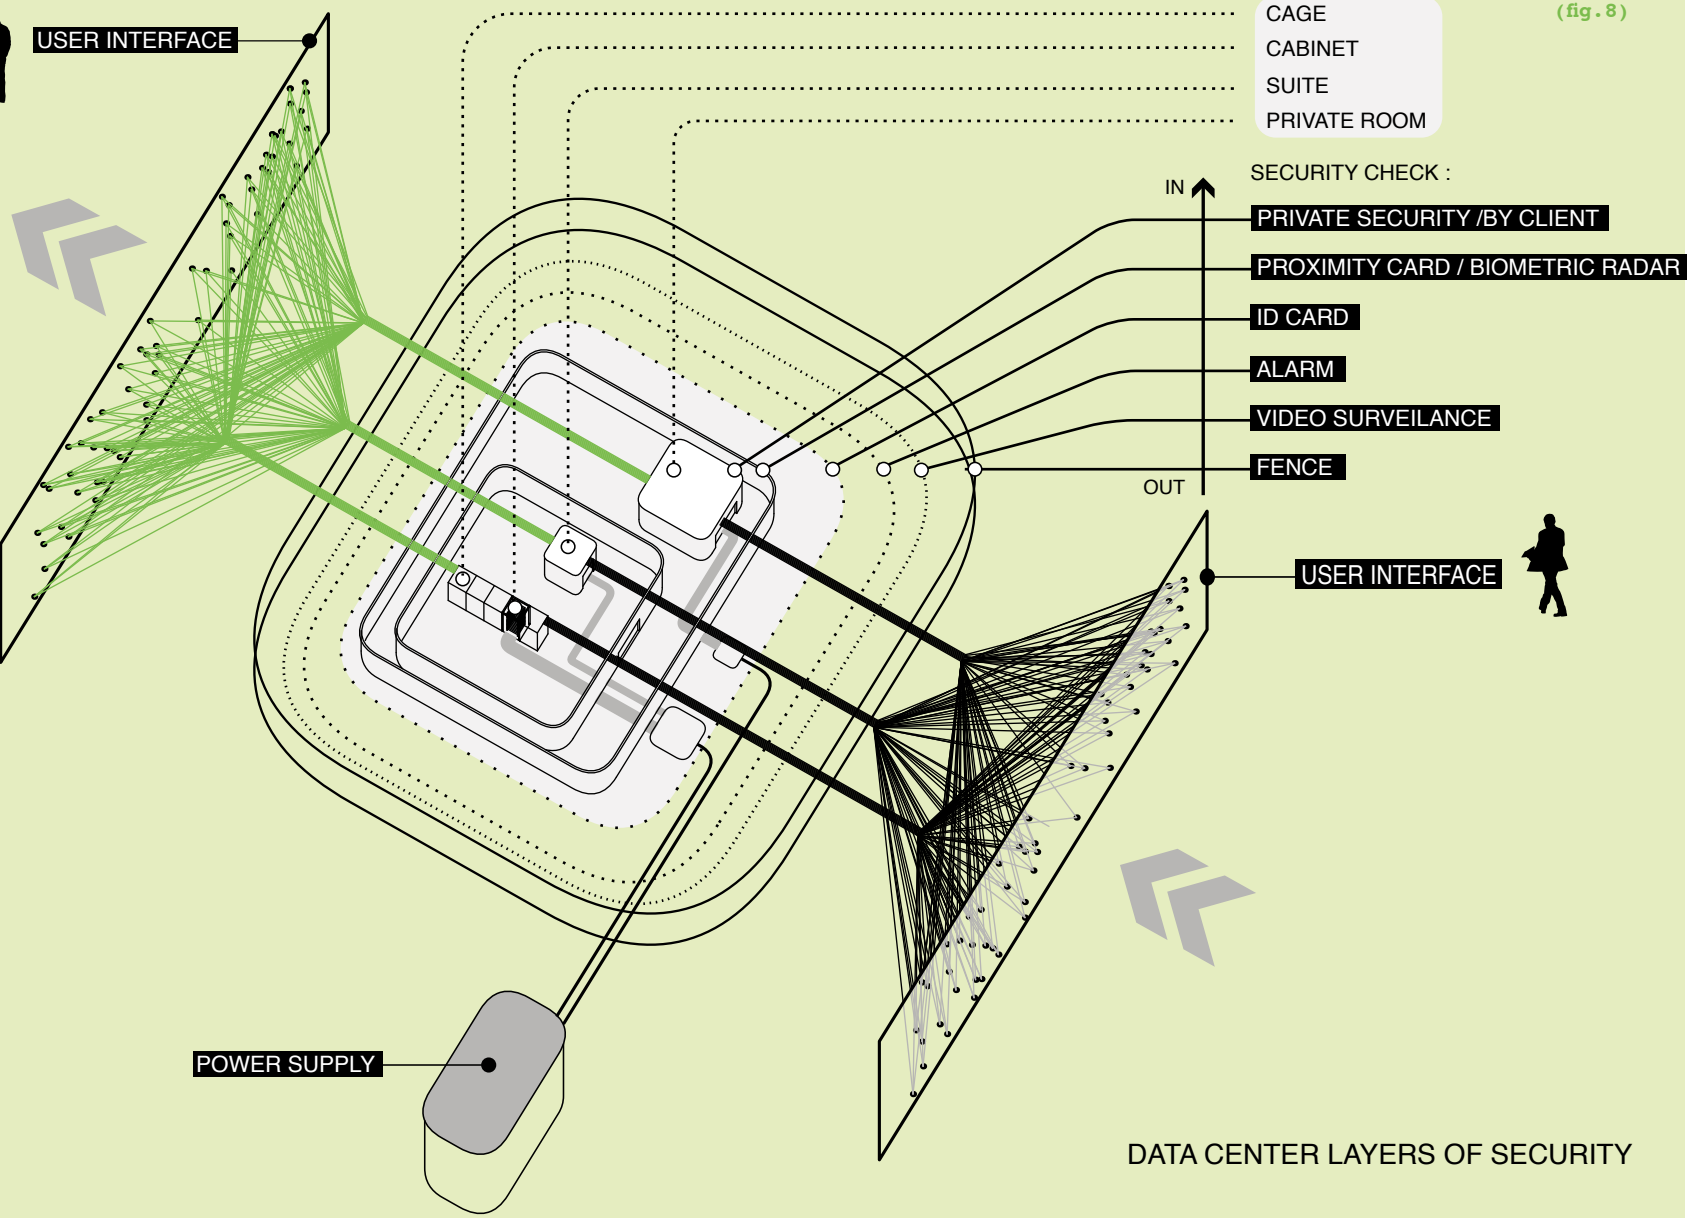 (fig.8)
CAGE
CABINET
SUITE
PRIVATE ROOM
USER INTERFACE
SECURITY CHECK :
IN
PRIVATE SECURITY /BY CLIENT
PROXIMITY CARD / BIOMETRIC RADAR
ID CARD
ALARM
VIDEO SURVEILANCE
FENCE
OUT
USER INTERFACE
POWER SUPPLY
DATA CENTER LAYERS OF SECURITY